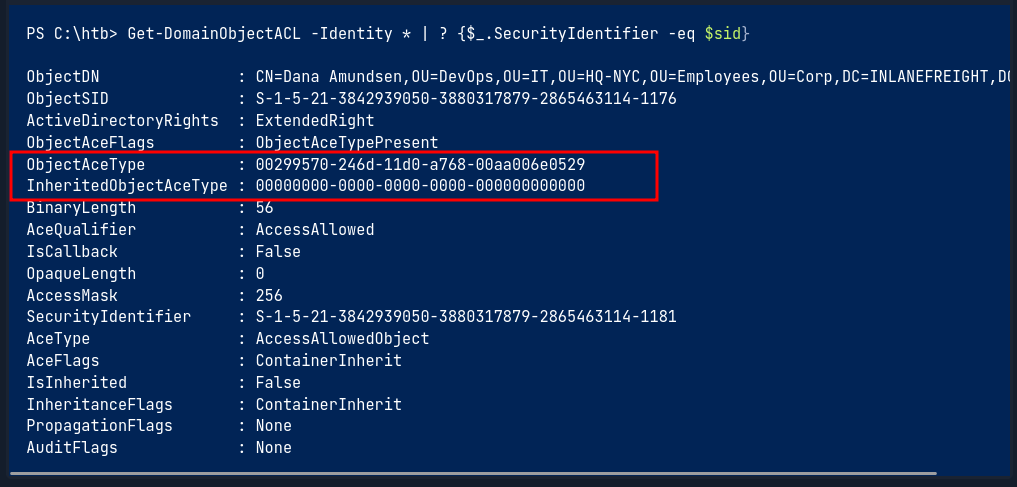 PS C:\htb> Get-DomainObjectACL -Identity * | ? {$_.SecurityIdentifier -eq $sid}
ObjectDN : CN=Dana Amundsen,OU=DevOps,OU=IT,OU=HQ-NYC,OU=Employees,OU=Corp,DC=INLANEFREIGHT,
ObjectSID : S-1-5-21-3842939050-3880317879-2865463114-1176
ActiveDirectoryRights : ExtendedRight
ObjectAceFlags : ObjectAceTypePresent
ObjectAceType : 00299570-246d-11d0-a768-00aa006e0529
InheritedObjectAceType : 00000000-0000-0000-0000-000000000000
BinaryLength : 56
AceQualifier : AccessAllowed
IsCallback : False
OpaqueLength : 0
AccessMask : 256
SecurityIdentifier : S-1-5-21-3842939050-3880317879-2865463114-1181
AceType : AccessAllowedObject
AceFlags : ContainerInherit
IsInherited : False
InheritanceFlags : ContainerInherit
PropagationFlags : None
AuditFlags : None